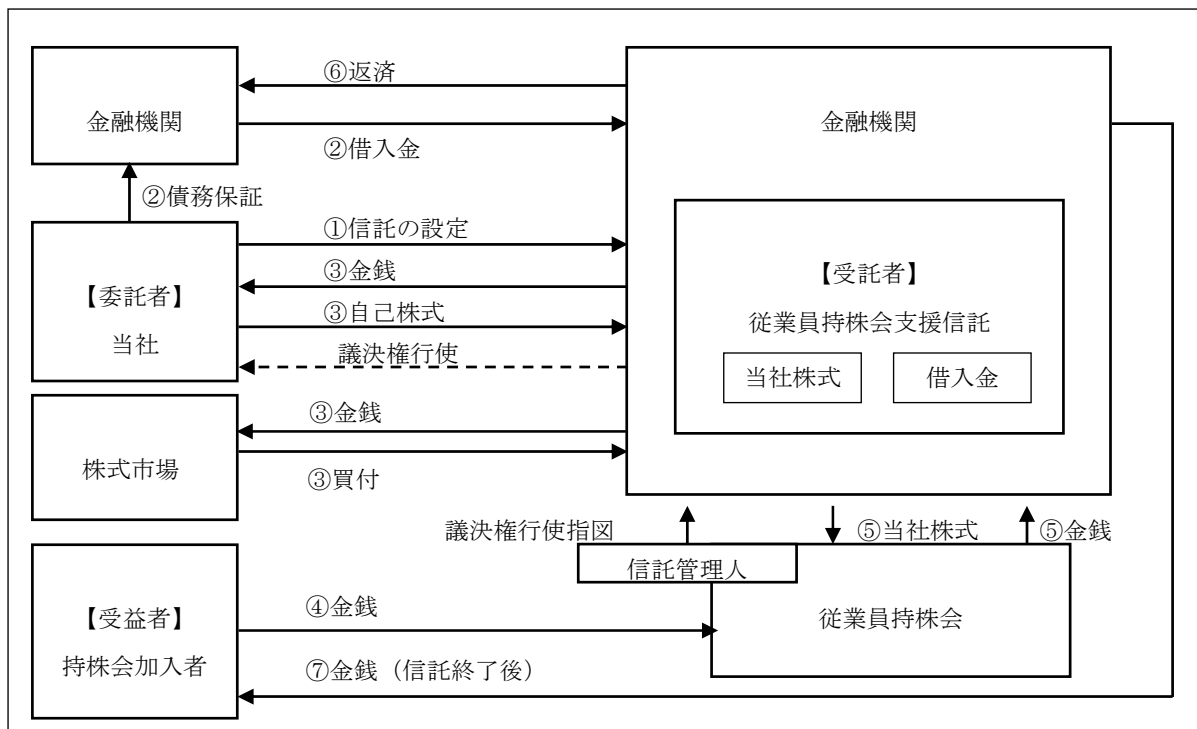 ⑥返済
金融機関
②借入金
金融機関
②債務保証
①信託の設定
③金銭
【委託者】
当社
③自己株式
議決権行使
【受託者】
従業員持株会支援信託
当社株式
借入金
③金銭
株式市場
③買付
議決権行使指図
⑤当社株式
⑤金銭
信託管理人
従業員持株会
④金銭
【受益者】
持株会加入者
⑦金銭（信託終了後）